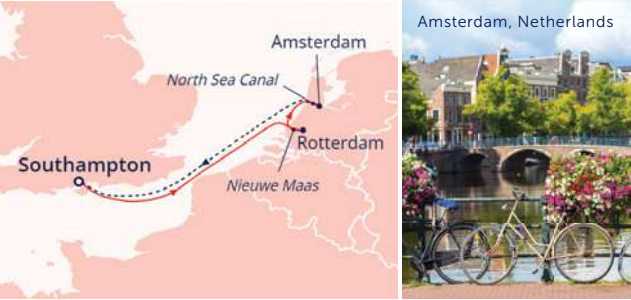 Amsterdam
North Sea Canal
Rotterdam
Southampton
Nieuwe Maas
Amsterdam, Netherlands